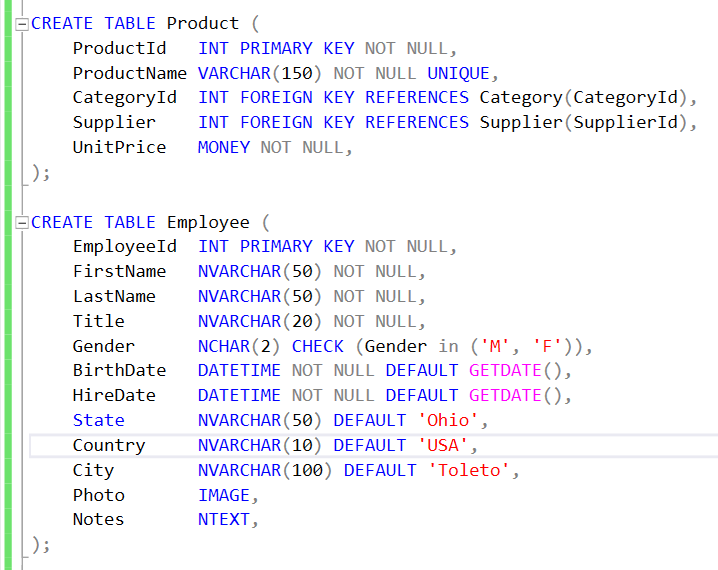 CREATE TABLE Product (
    ProductId   INT PRIMARY KEY NOT NULL,
    ProductName VARCHAR(150) NOT NULL UNIQUE,
    CategoryId  INT FOREIGN KEY REFERENCES Category(CategoryId),
    Supplier    INT FOREIGN KEY REFERENCES Supplier(SupplierId),
    UnitPrice   MONEY NOT NULL,
);
CREATE TABLE Employee (
    EmployeeId  INT PRIMARY KEY NOT NULL,
    FirstName   NVARCHAR(50) NOT NULL,
    LastName    NVARCHAR(50) NOT NULL,
    Title       NVARCHAR(20) NOT NULL,
    Gender      NCHAR(2) CHECK (Gender in ('M', 'F')),
    BirthDate   DATETIME NOT NULL DEFAULT GETDATE(),
    HireDate    DATETIME NOT NULL DEFAULT GETDATE(),
    State       NVARCHAR(50) DEFAULT 'Ohio',
    Country     NVARCHAR(10) DEFAULT 'USA',
    City        NVARCHAR(100) DEFAULT 'Toleto',
    Photo       IMAGE,
    Notes       NTEXT,
);